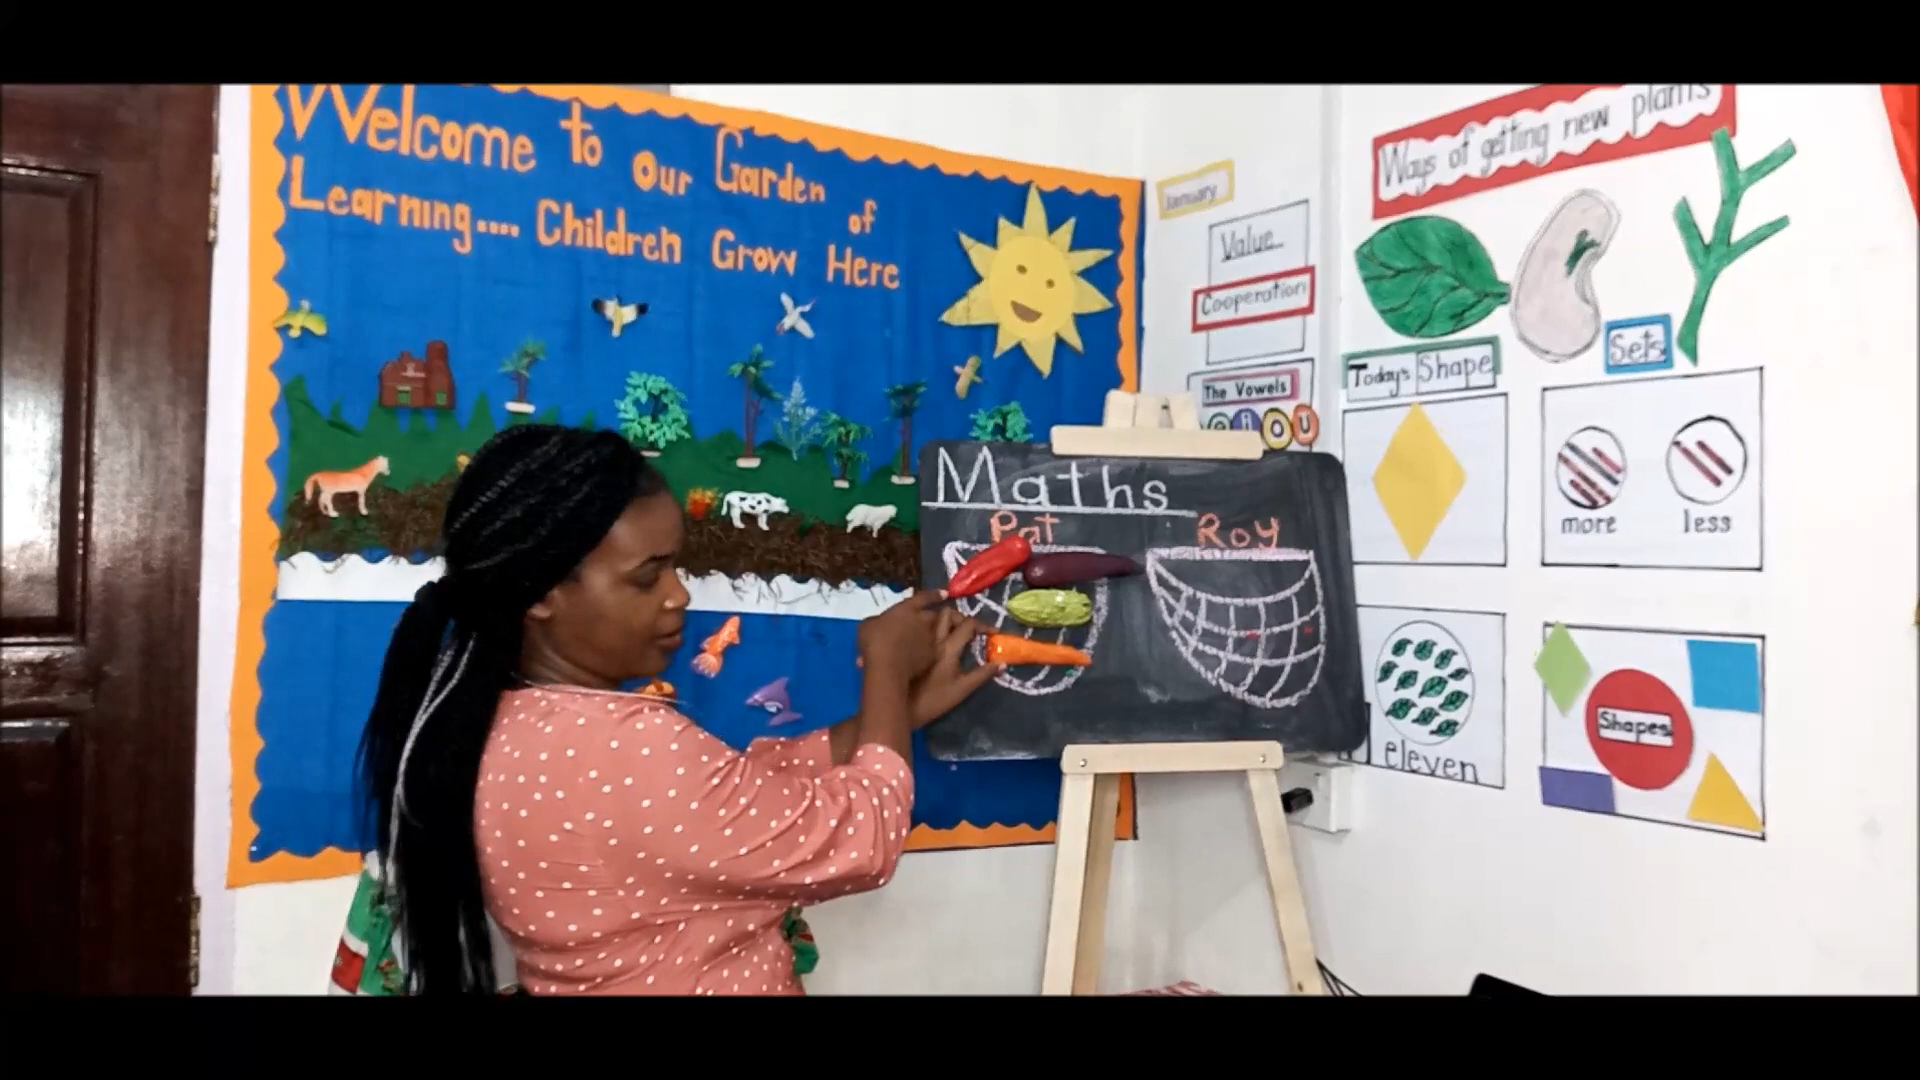 Welcome to Our Garden of
Learning.... Children Grow Here
January
Value
Cooperation
The Vowels
e i o u
Maths
Pat Roy
Ways of getting new plants
Today's Shape
Sets
more less
eleven
Shapes